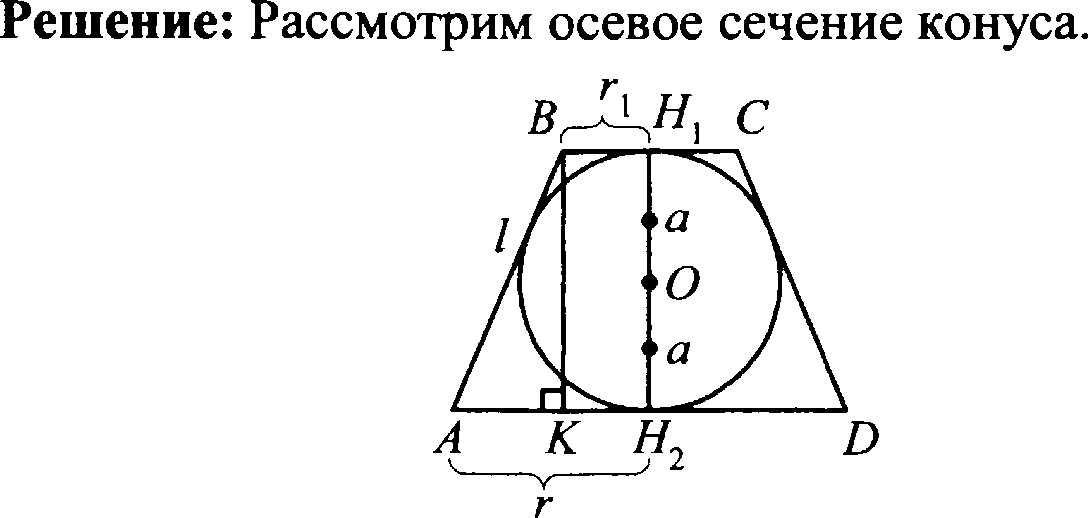 Решение: Рассмотрим осевое сечение конуса.
r₁
B H₁ C
l a
O
a
A K H₂ D
r